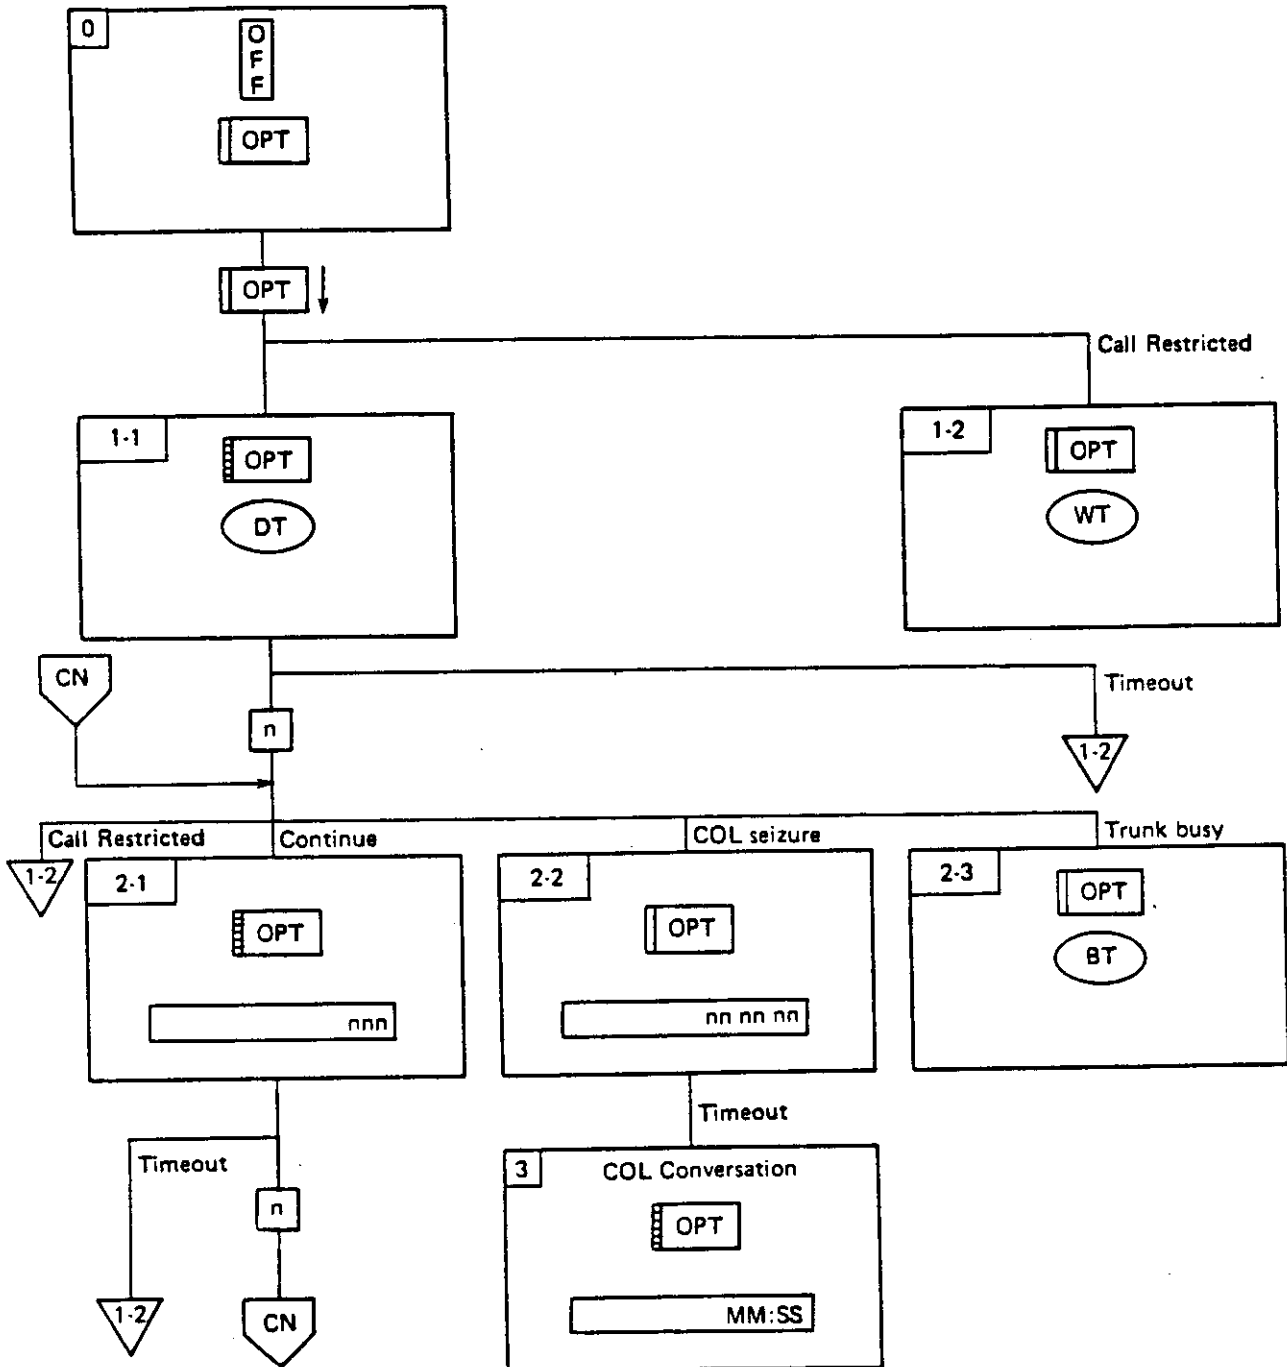 0
O
F
F
OPT
OPT
Call Restricted
1-1
OPT
DT
1-2
OPT
WT
CN
n
Timeout
1-2
Call Restricted
Continue
COL seizure
Trunk busy
1-2
2-1
OPT
nnn
2-2
OPT
nn nn nn
2-3
OPT
BT
Timeout
n
1-2
CN
Timeout
3
COL Conversation
OPT
MM:SS